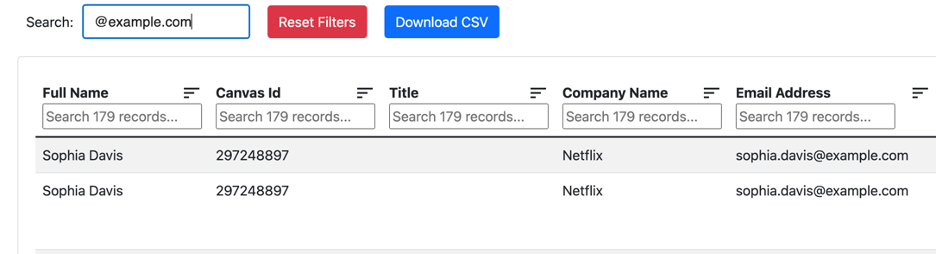 Search: @example.com Reset Filters Download CSV
Full Name Canvas Id Title Company Name Email Address
Search 179 records... Search 179 records... Search 179 records... Search 179 records... Search 179 records...
Sophia Davis 297248897 Netflix sophia.davis@example.com
Sophia Davis 297248897 Netflix sophia.davis@example.com